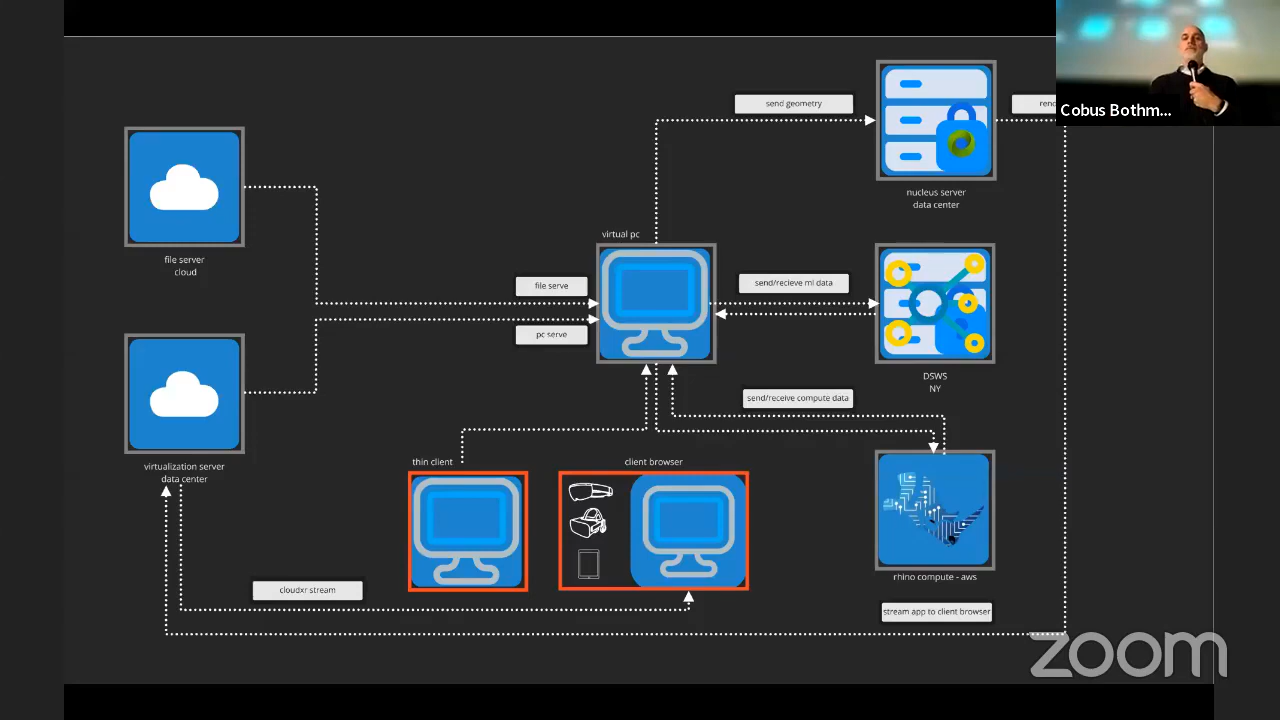 send geometry
rend
Cobus Bothm...
nucleus server
data center
file server
cloud
virtual pc
file serve
send/recieve ml data
pc serve
DSWS
NY
send/receive compute data
virtualization server
data center
thin client
client browser
rhino compute - aws
cloudxr stream
stream app to client browser
zoom